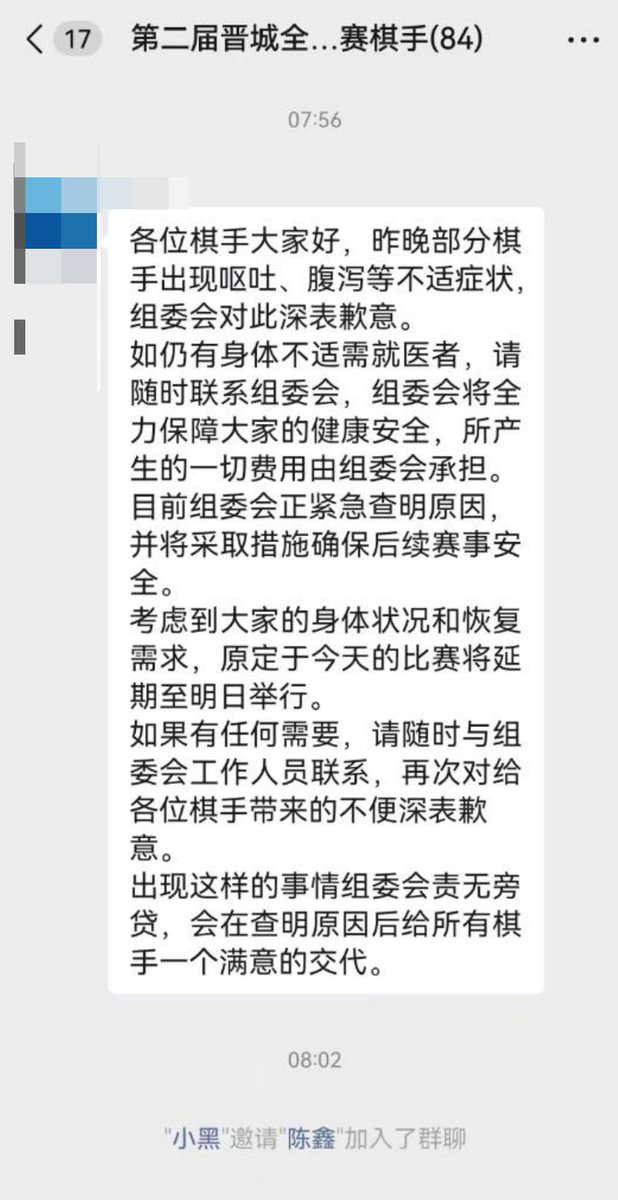 17
第二届晋城全...赛棋手(84)
07:56
各位棋手大家好，昨晚部分棋
手出现呕吐、腹泻等不适症状，
组委会对此深表歉意。
如仍有身体不适需就医者，请
随时联系组委会，组委会将全
力保障大家的健康安全，所产
生的一切费用由组委会承担。
目前组委会正紧急查明原因，
并将采取措施确保后续赛事安
全。
考虑到大家的身体状况和恢复
需求，原定于今天的比赛将延
期至明日举行。
如果有任何需要，请随时与组
委会工作人员联系，再次对给
各位棋手带来的不便深表歉
意。
出现这样的事情组委会责无旁
贷，会在查明原因后给所有棋
手一个满意的交代。
08:02
"小黑"邀请"陈鑫"加入了群聊